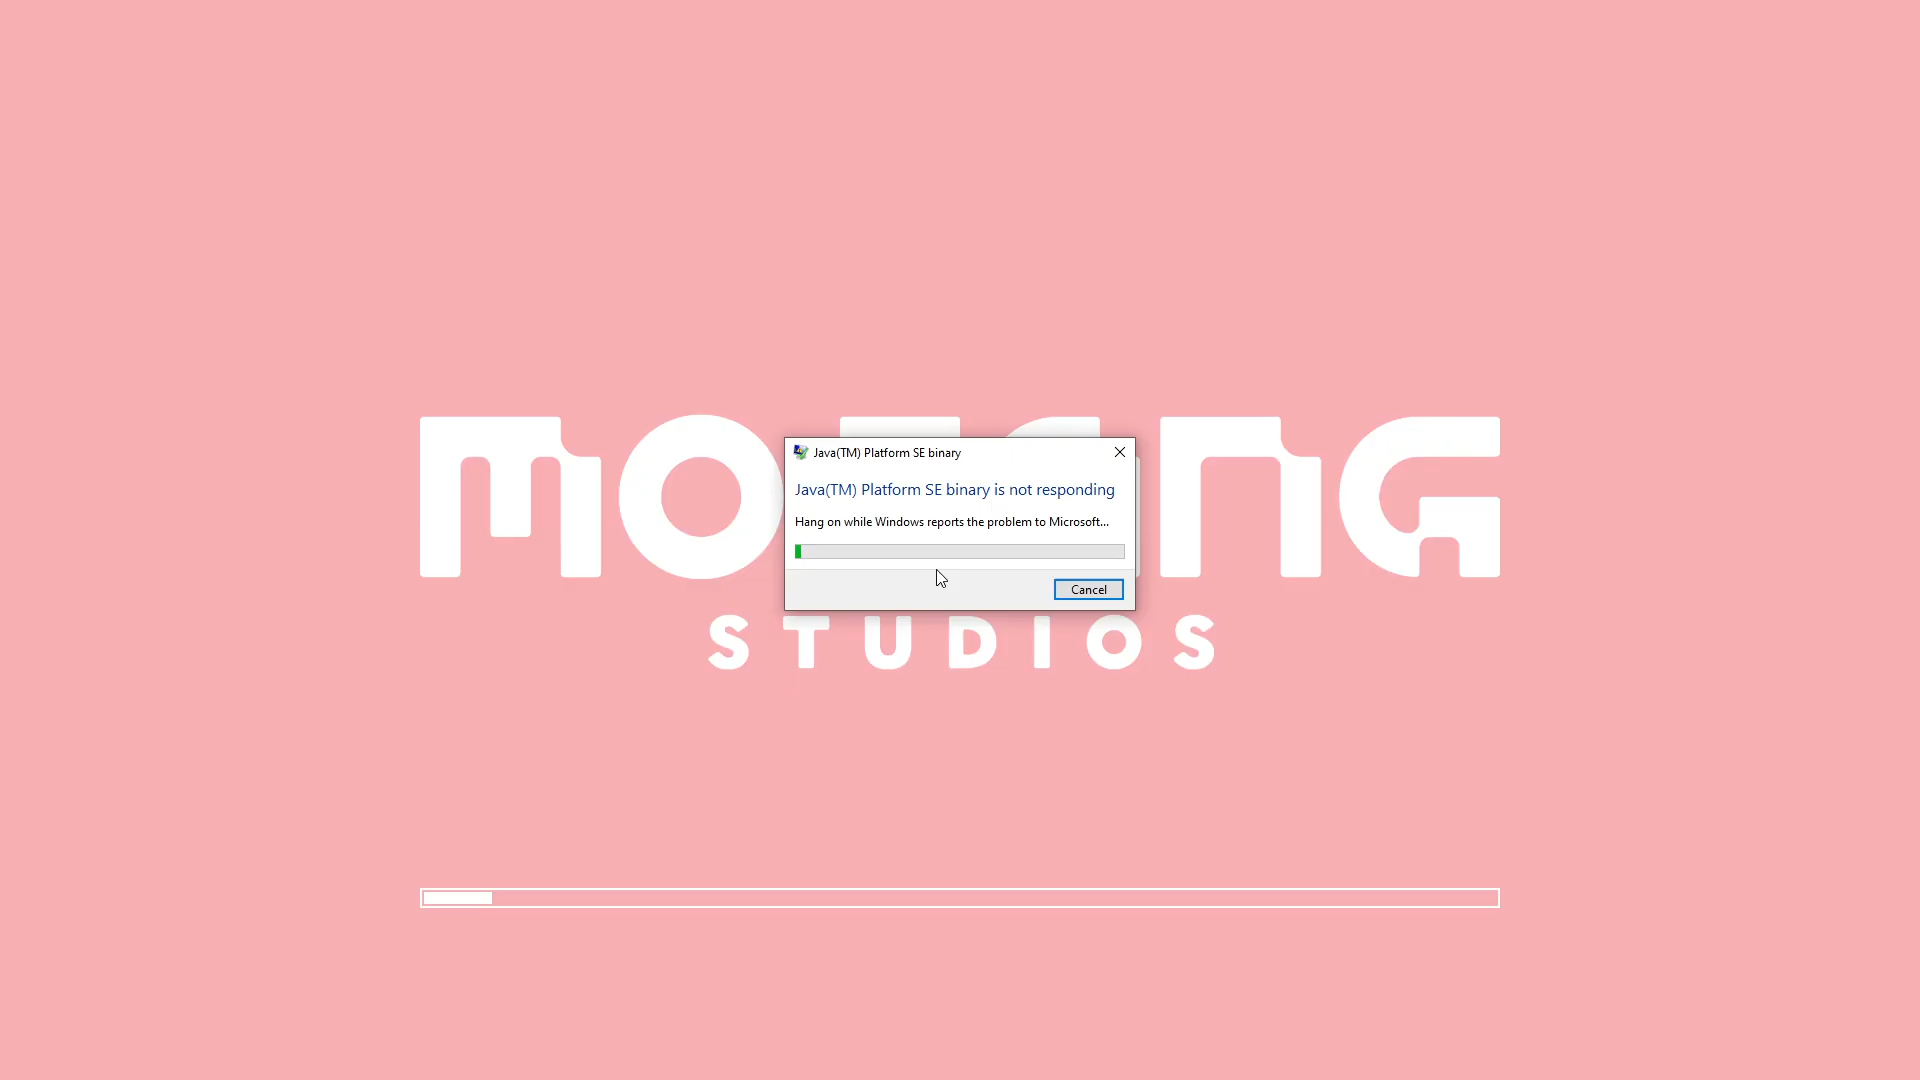 MOJANG
STUDIOS
Java(TM) Platform SE binary
Java(TM) Platform SE binary is not responding
Hang on while Windows reports the problem to Microsoft...
Cancel